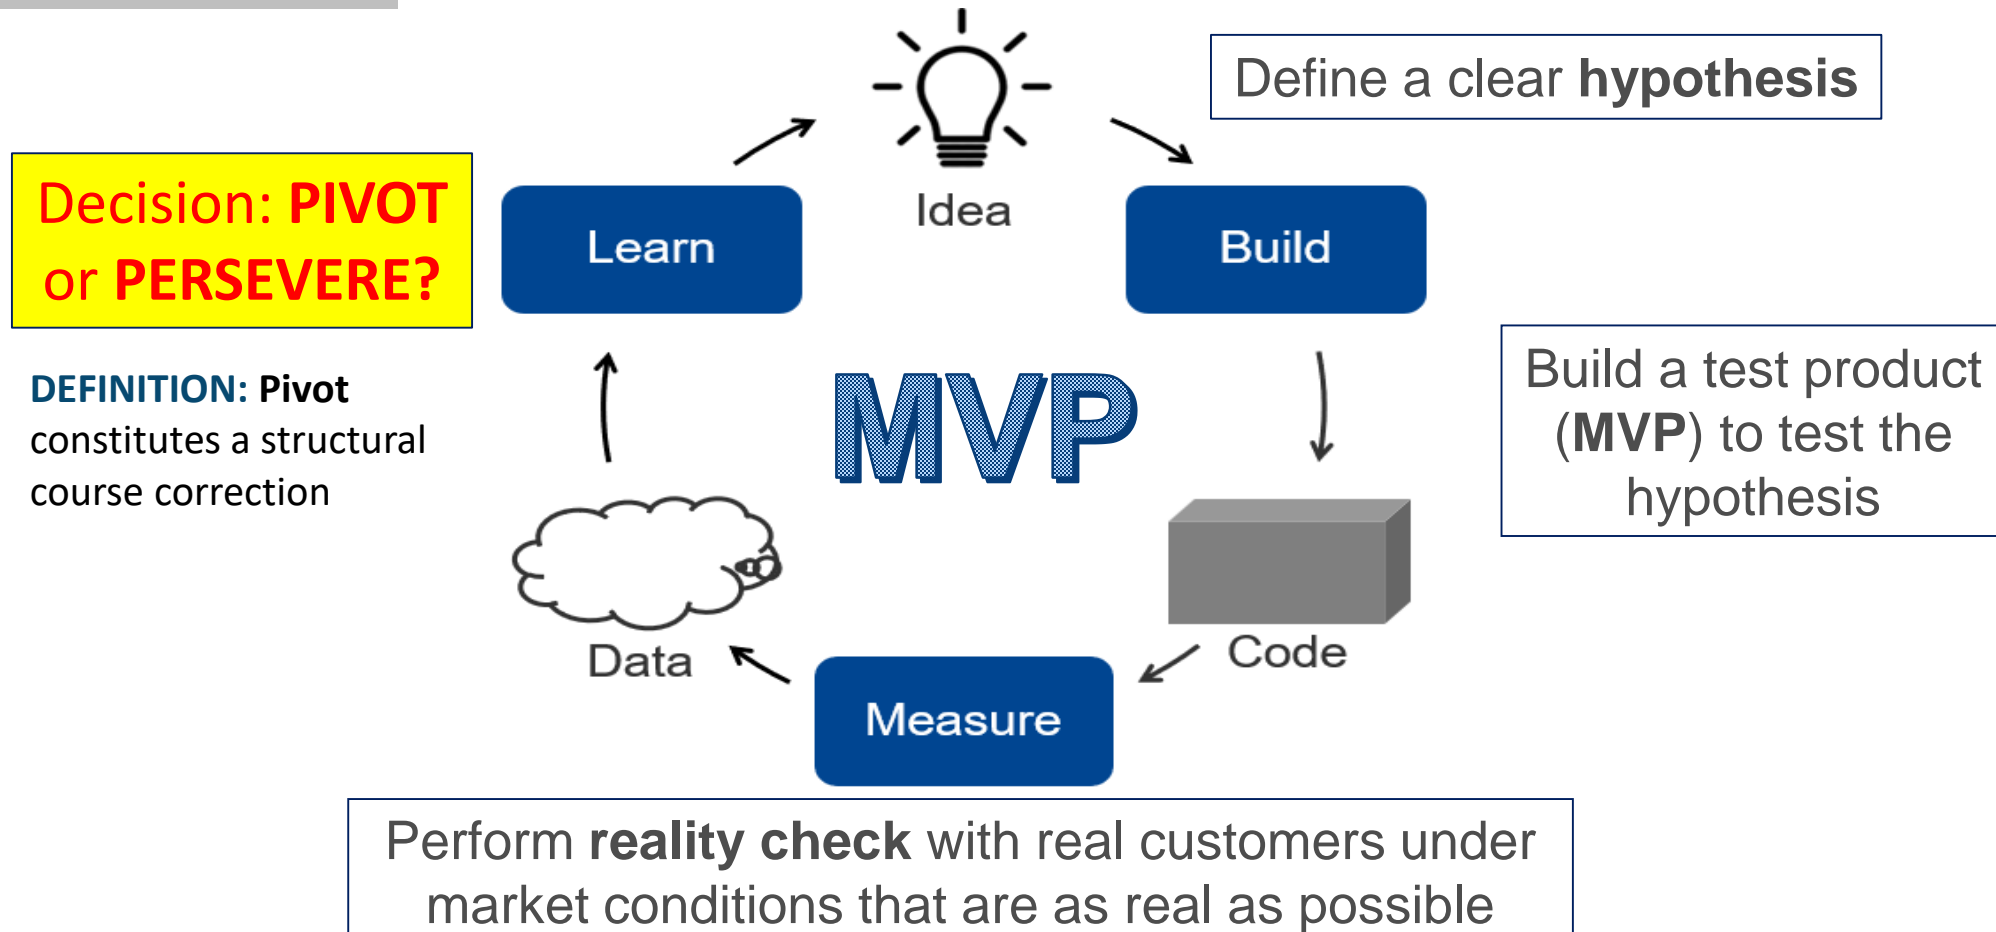 Define a clear hypothesis
Idea
Decision: PIVOT
or PERSEVERE?
Learn
Build
DEFINITION: Pivot
constitutes a structural
course correction
MVP
Build a test product
(MVP) to test the
hypothesis
Data
Code
Measure
Perform reality check with real customers under
market conditions that are as real as possible